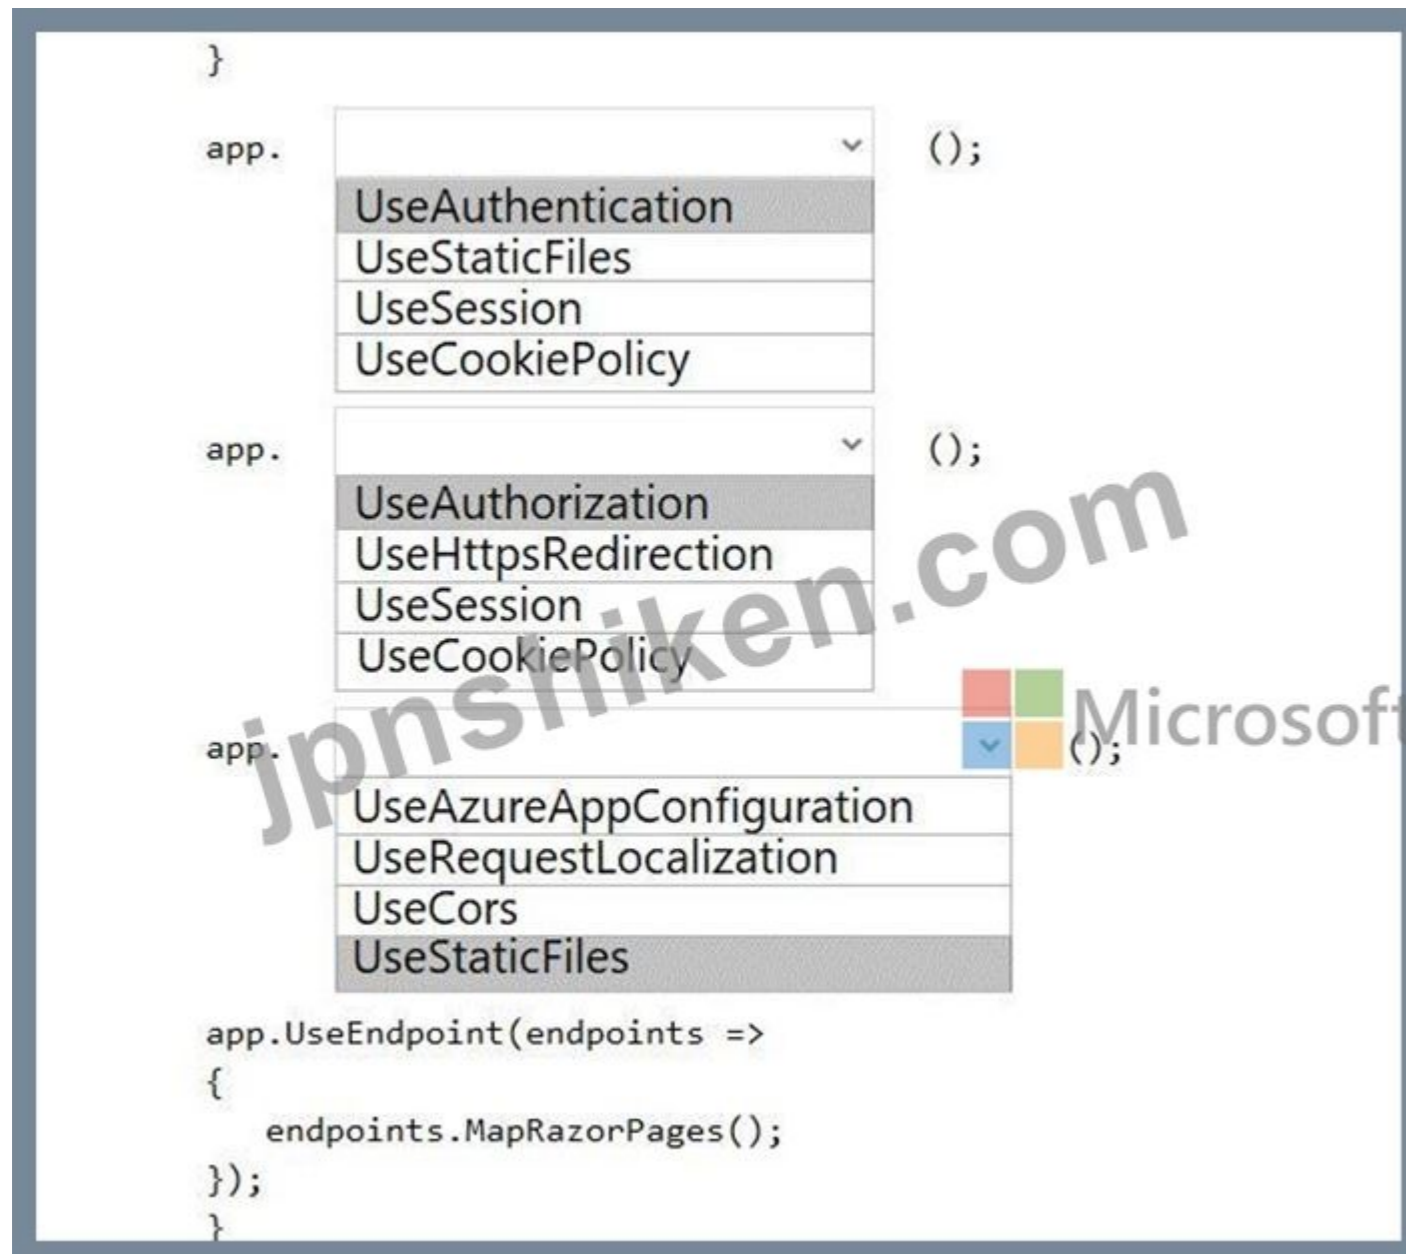 }
app. ();
UseAuthentication
UseStaticFiles
UseSession
UseCookiePolicy
app. ();
UseAuthorization
UseHttpsRedirection
UseSession
UseCookiePolicy
jpnshiken.com
Microsoft
app. ();
UseAzureAppConfiguration
UseRequestLocalization
UseCors
UseStaticFiles
app.UseEndpoint(endpoints =>
{
endpoints.MapRazorPages();
});
}